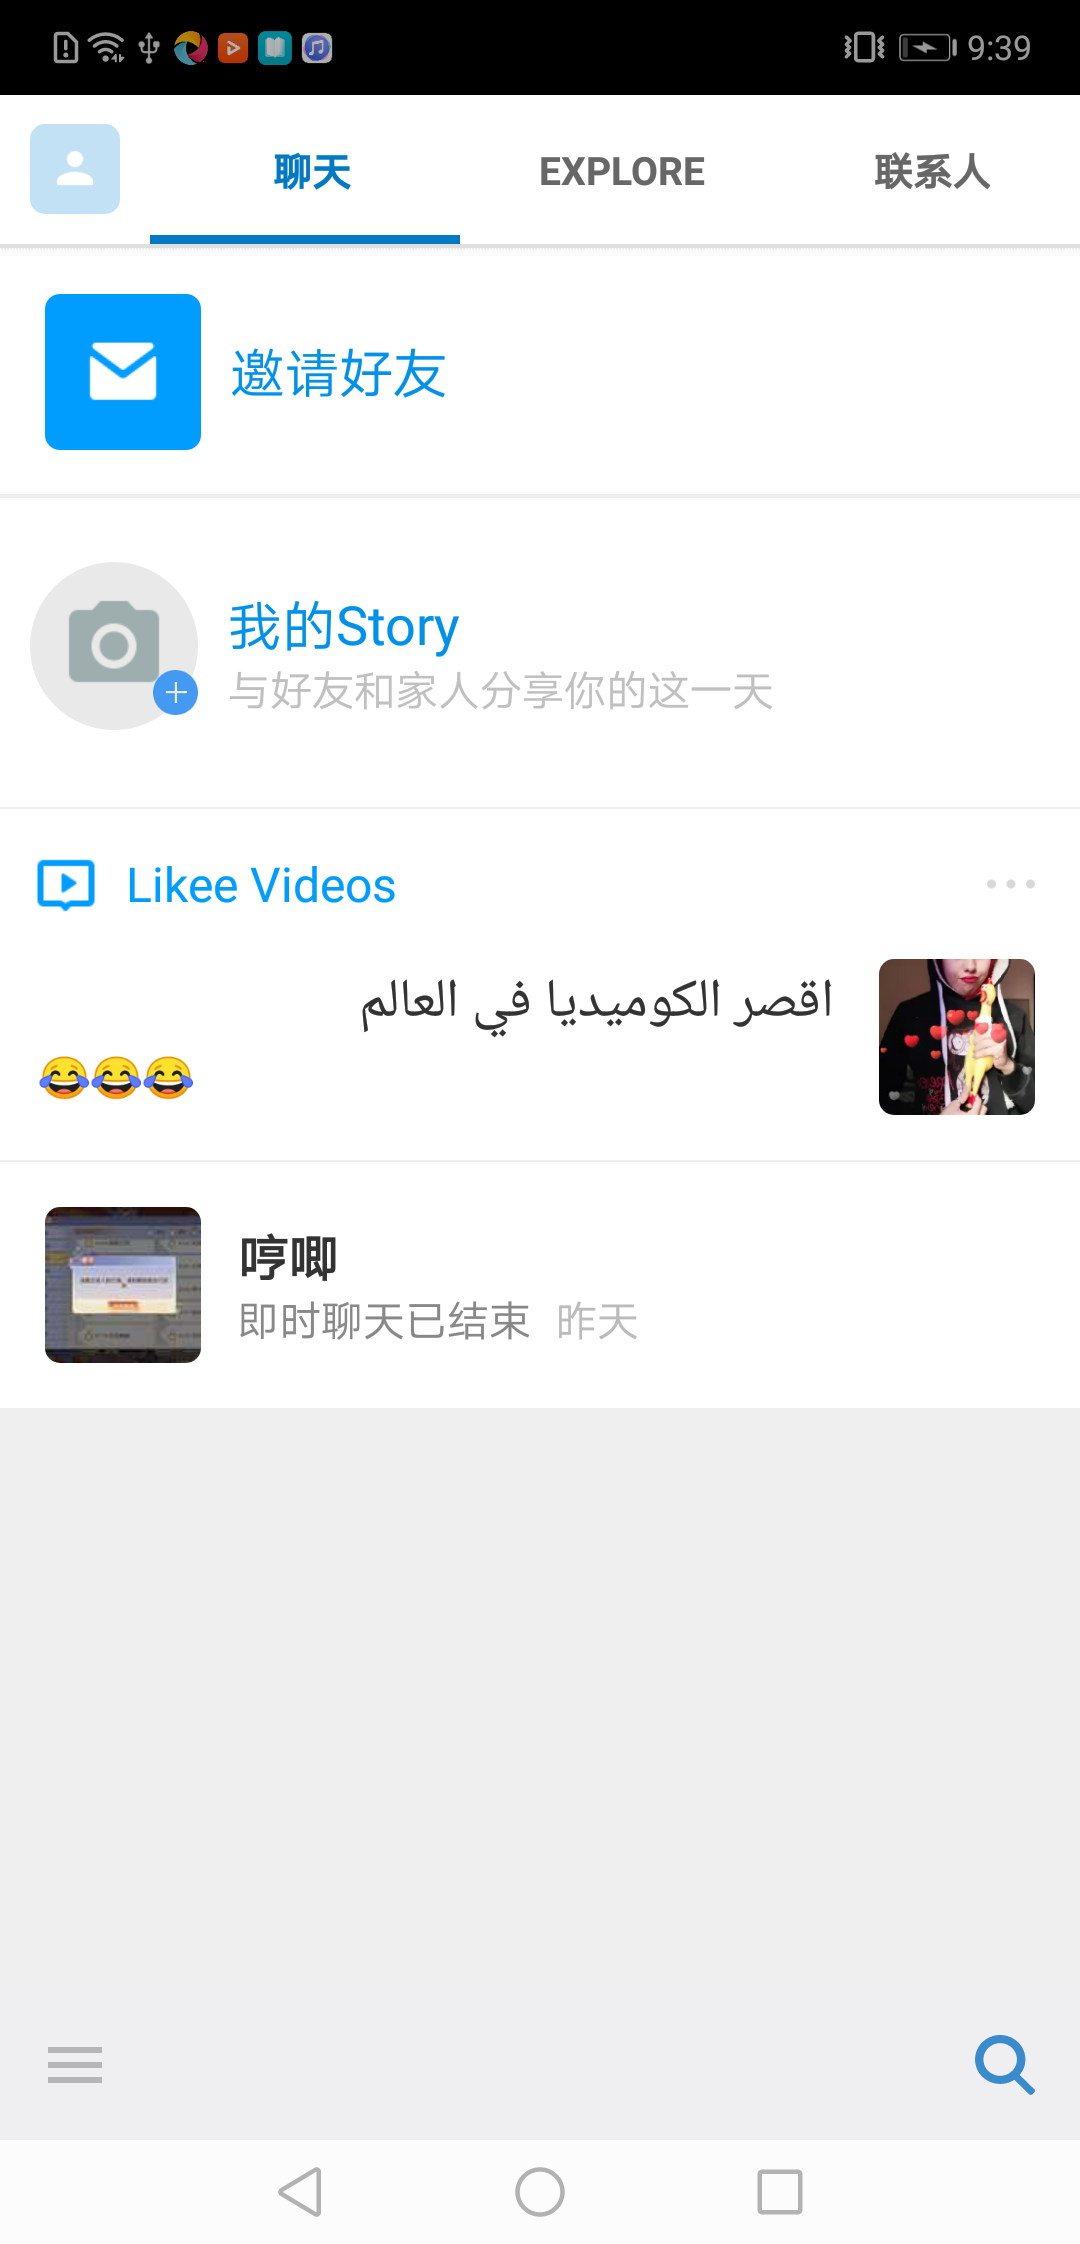 9:39
聊天
EXPLORE
联系人
邀请好友
我的Story
与好友和家人分享你的这一天
Likee Videos
اقصر الكوميديا في العالم
😂😂😂
哼唧
即时聊天已结束 昨天